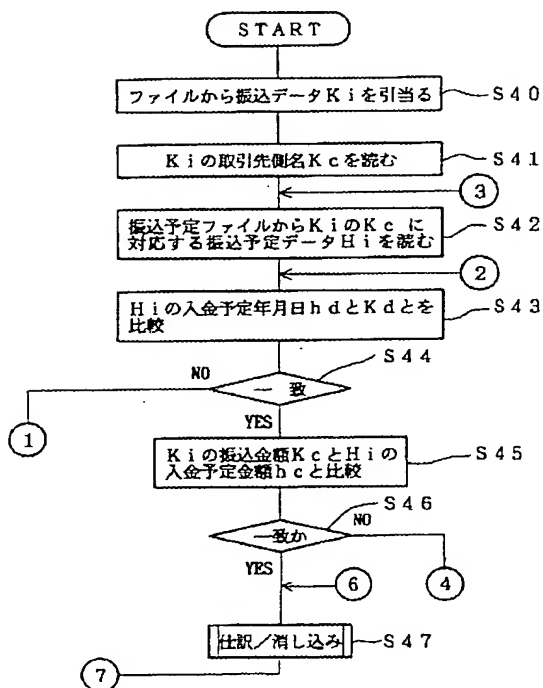 START
ファイルから振込データKiを引当る
S40
Kiの取引先側名Kcを読む
S41
3
振込予定ファイルからKiのKcに
対応する振込予定データHiを読む
S42
2
Hiの入金予定年月日hdとKdとを
比較
S43
S44
NO
一 致
1
YES
Kiの振込金額KcとHiの
入金予定金額hcと比較
S45
S46
一致か
NO
YES
6
4
仕訳/消し込み
S47
7